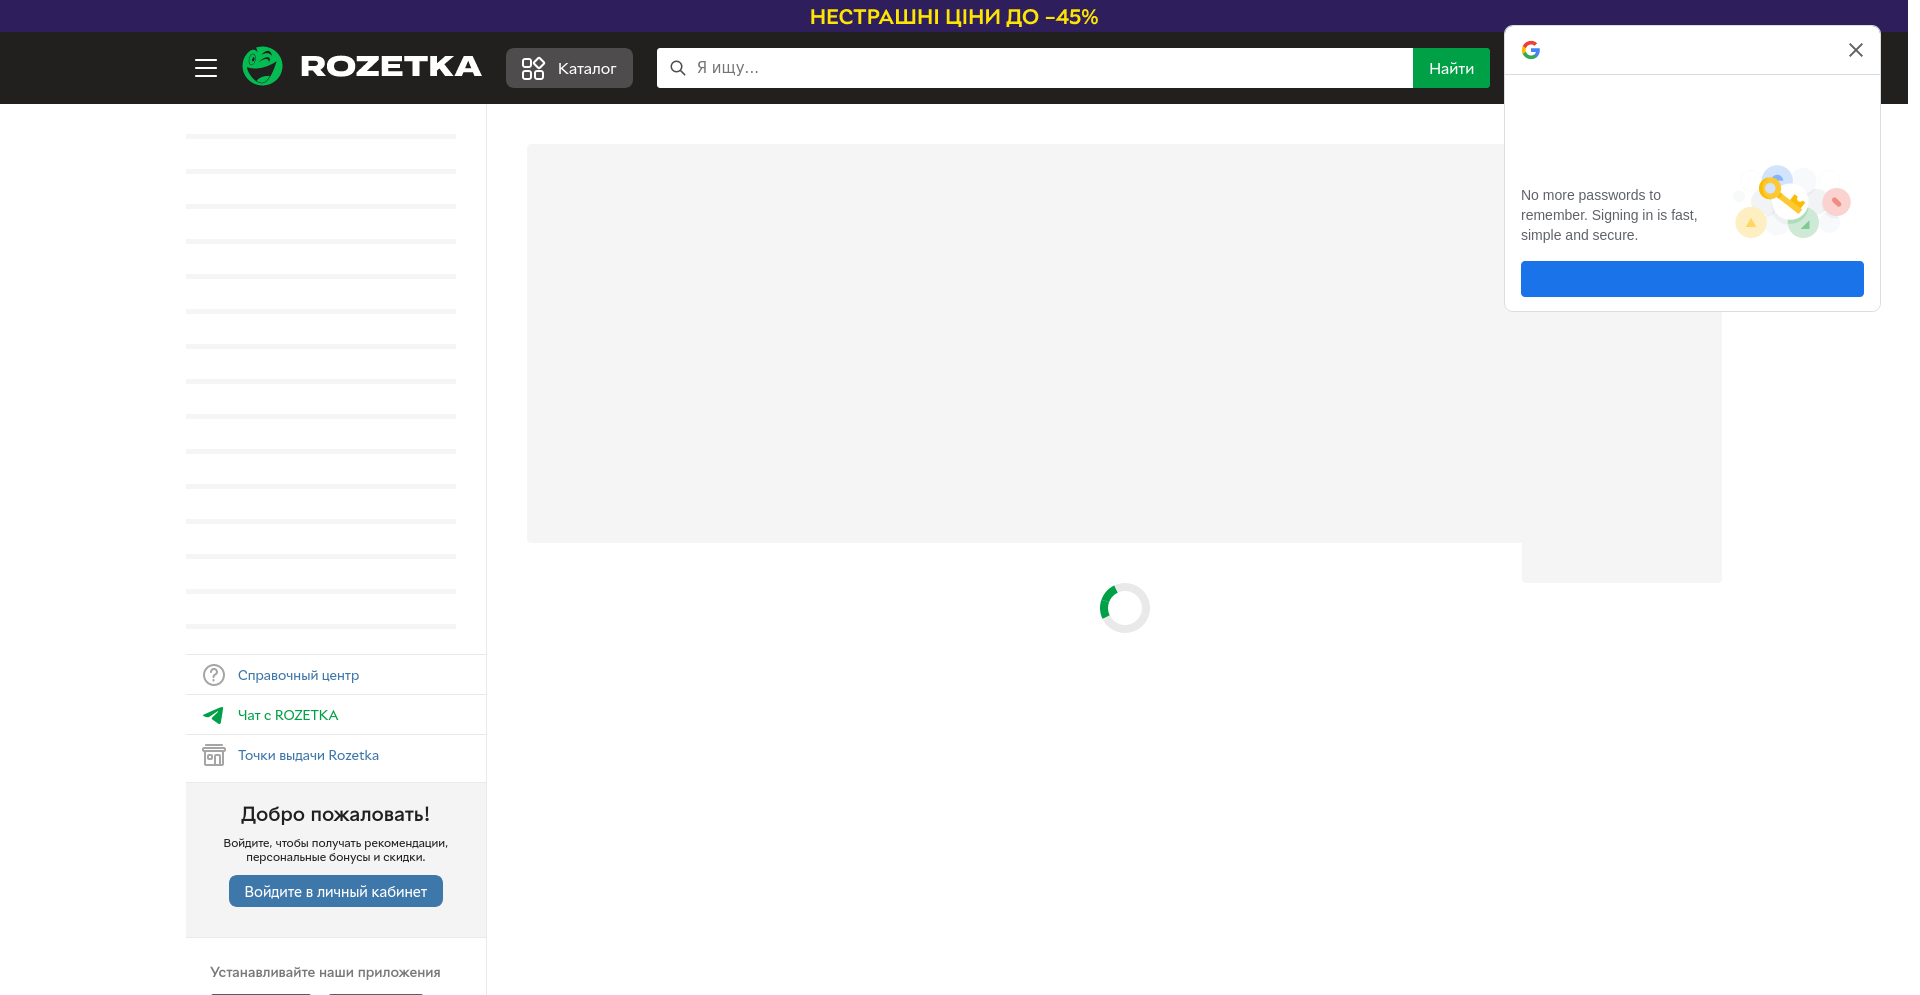 НЕСТРАШНІ ЦІНИ ДО −45%
ROZETKA
Каталог
Я ищу...
Найти
No more passwords to
remember. Signing in is fast,
simple and secure.
Справочный центр
Чат с ROZETKA
Точки выдачи Rozetka
Добро пожаловать!
Войдите, чтобы получать рекомендации,
персональные бонусы и скидки.
Войдите в личный кабинет
Устанавливайте наши приложения